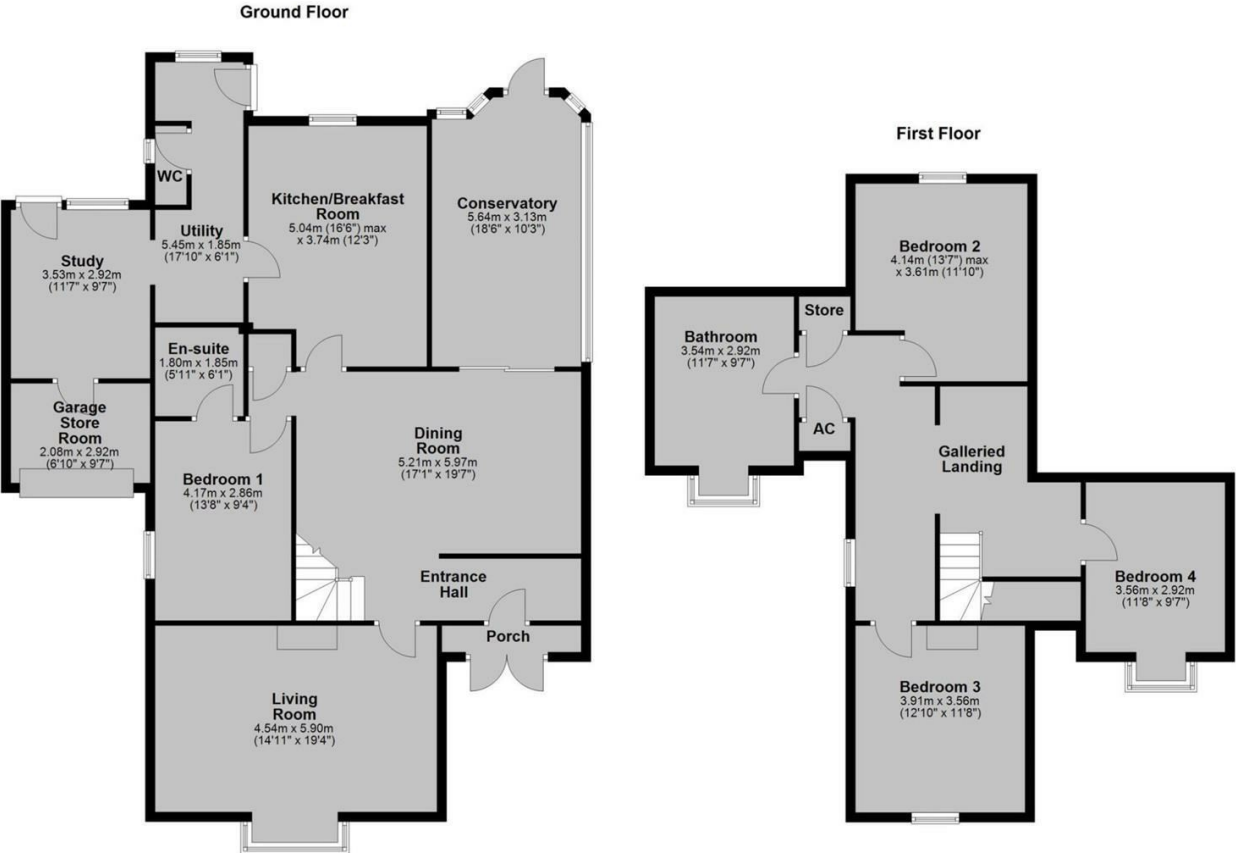 Ground Floor
WC
Utility
5.45m x 1.85m
(17'10" x 6'1")
Kitchen/Breakfast
Room
5.04m (16'6") max
x 3.74m (12'3")
Conservatory
5.64m x 3.13m
(18'6" x 10'3")
Study
3.53m x 2.92m
(11'7" x 9'7")
En-suite
1.80m x 1.85m
(5'11" x 6'1")
Garage
Store
Room
2.08m x 2.92m
(6'10" x 9'7")
Bedroom 1
4.17m x 2.86m
(13'8" x 9'4")
Dining
Room
5.21m x 5.97m
(17'1" x 19'7")
Entrance
Hall
Porch
Living
Room
4.54m x 5.90m
(14'11" x 19'4")
First Floor
Bedroom 2
4.14m (13'7") max
x 3.61m (11'10")
Store
Bathroom
3.54m x 2.92m
(11'7" x 9'7")
AC
Galleried
Landing
Bedroom 4
3.56m x 2.92m
(11'8" x 9'7")
Bedroom 3
3.91m x 3.56m
(12'10" x 11'8")